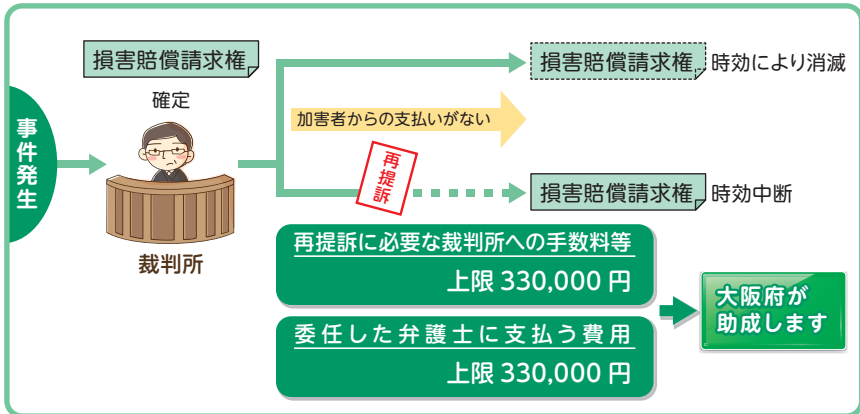 事件発生
損害賠償請求権
確定
裁判所
損害賠償請求権 時効により消滅
加害者からの支払いがない
再提訴
損害賠償請求権 時効中断
再提訴に必要な裁判所への手数料等
上限 330,000 円
委任した弁護士に支払う費用
上限 330,000 円
大阪府が
助成します